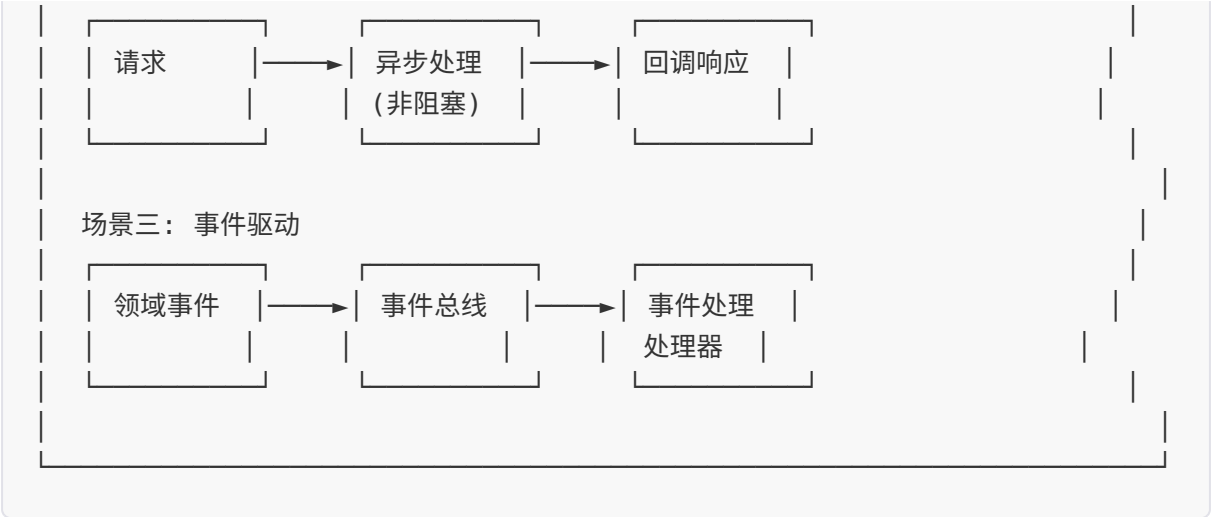 请求 异步处理 回调响应
(非阻塞)
场景三: 事件驱动
领域事件 事件总线 事件处理
处理器